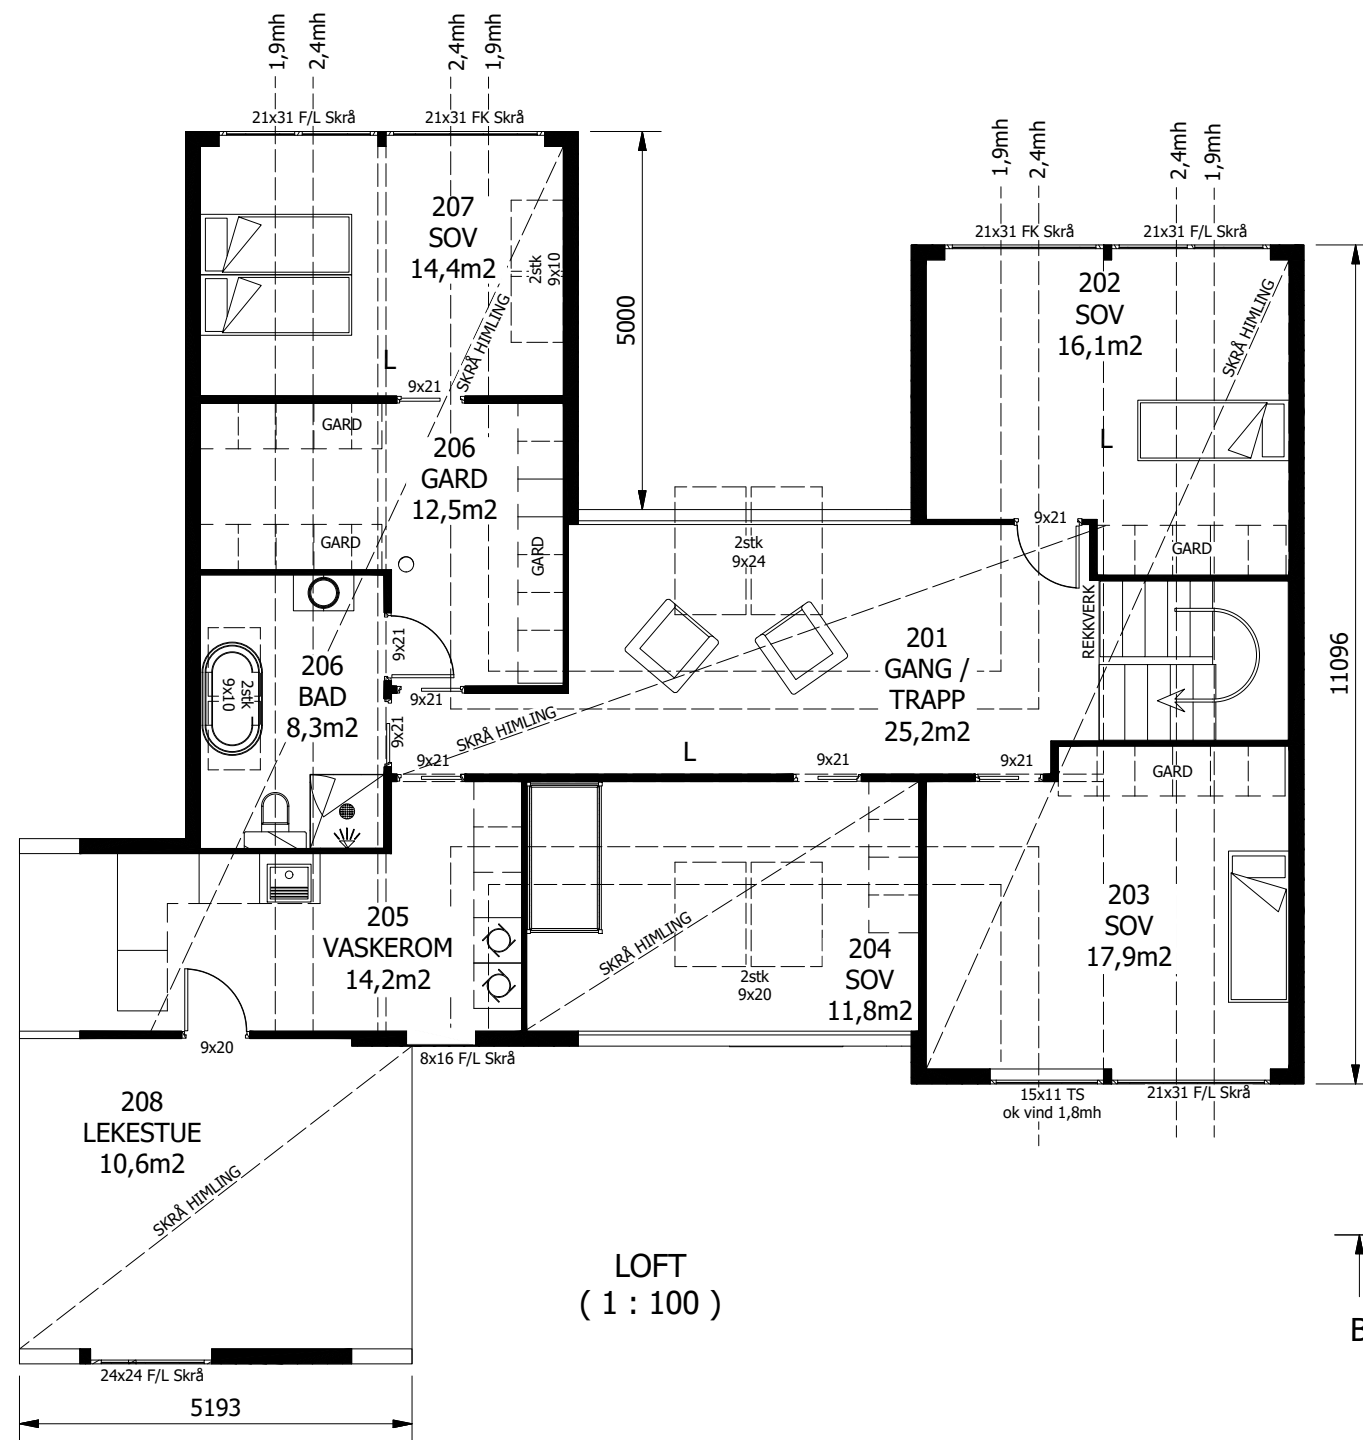 1,9mh
2,4mh
2,4mh
1,9mh
21x31 F/L Skrå
21x31 FK Skrå
1,9mh
2,4mh
2,4mh
1,9mh
21x31 FK Skrå
21x31 F/L Skrå
207
SOV
14,4m2
2stk
9x10
SKRÅ HIMLING
L
9x21
5000
202
SOV
16,1m2
SKRÅ HIMLING
L
9x21
GARD
11096
GARD
206
GARD
12,5m2
GARD
GARD
2stk
9x24
REKKVERK
201
GANG /
TRAPP
25,2m2
206
BAD
8,3m2
2stk
9x10
9x21
9x21
9x21
9x21
SKRÅ HIMLING
L
9x21
9x21
GARD
205
VASKEROM
14,2m2
SKRÅ HIMLING
2stk
9x20
204
SOV
11,8m2
203
SOV
17,9m2
9x20
8x16 F/L Skrå
15x11 TS
ok vind 1,8mh
21x31 F/L Skrå
208
LEKESTUE
10,6m2
SKRÅ HIMLING
24x24 F/L Skrå
5193
LOFT
( 1 : 100 )
B